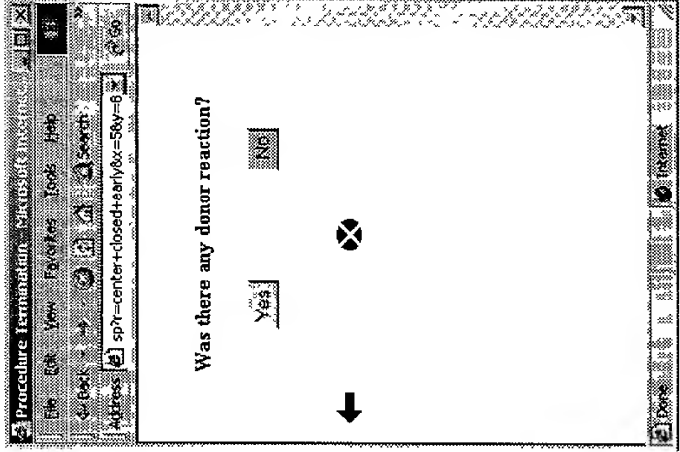 Procedure Termination - Microsoft Internet
File Edit View Favorites Tools Help
Back
Search
Address sp?r=center+closed+early&x=58&y=8 Go
Was there any donor reaction?
Yes No
Done Internet